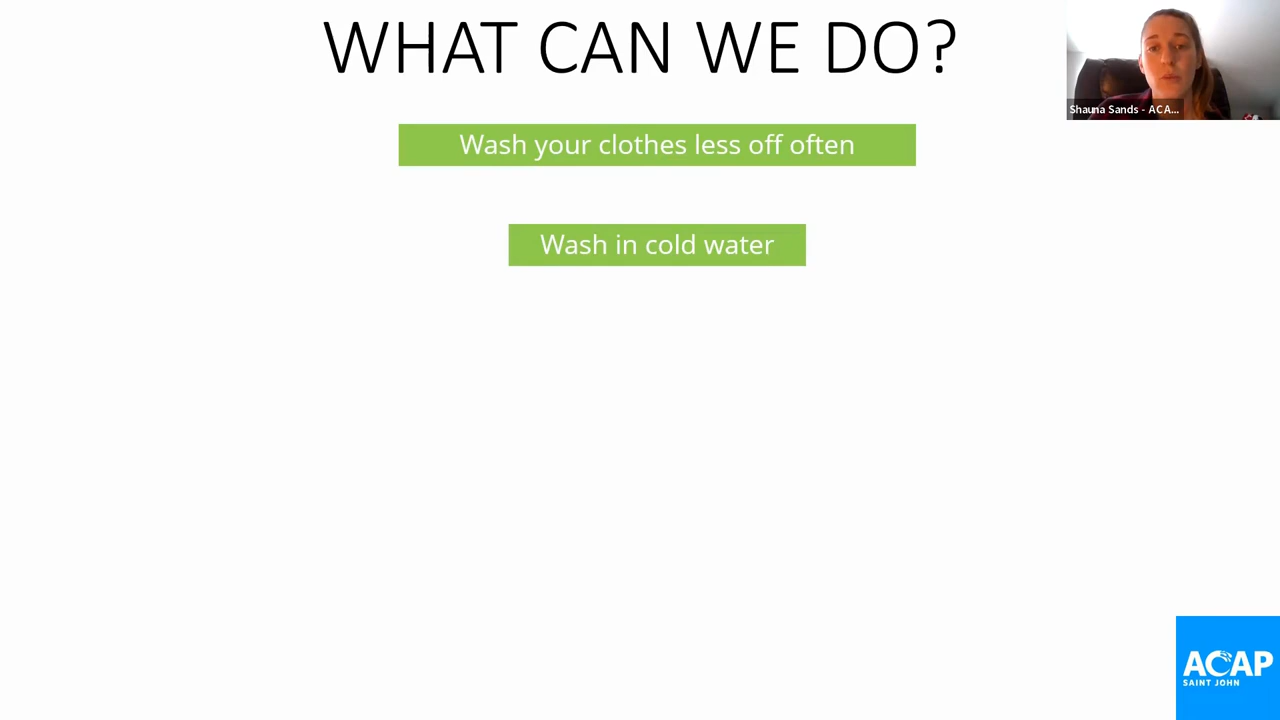 WHAT CAN WE DO?
Shauna Sands - ACA...
Wash your clothes less off often
Wash in cold water
ACAP
SAINT JOHN